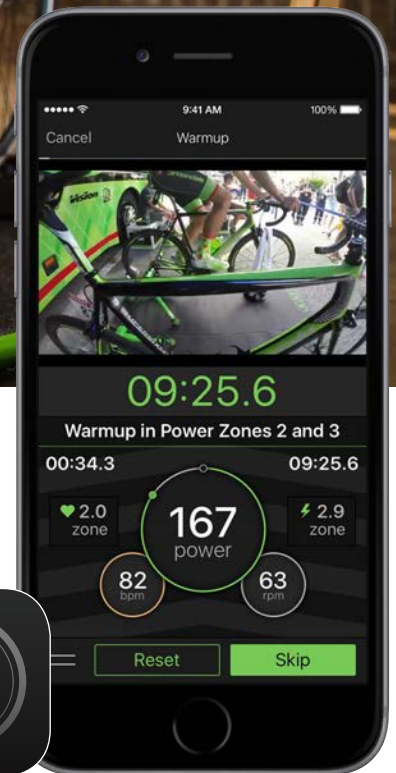 9:41 AM
100%
Cancel
Warmup
Vision
09:25.6
Warmup in Power Zones 2 and 3
00:34.3
09:25.6
2.0
zone
167
power
2.9
zone
82
bpm
63
rpm
Reset
Skip